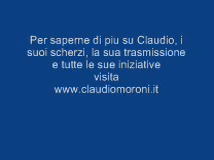 Per saperne di piu su Claudio, i
suoi scherzi, la sua trasmissione
e tutte le sue iniziative
visita
www.claudiomoroni.it